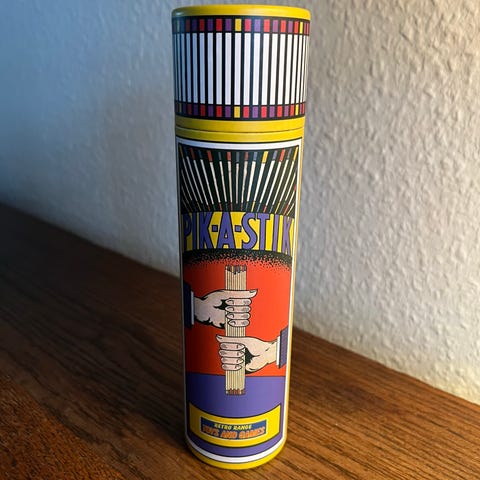 PIK-A-STIK
RETRO RANGE
TOYS AND GAMES